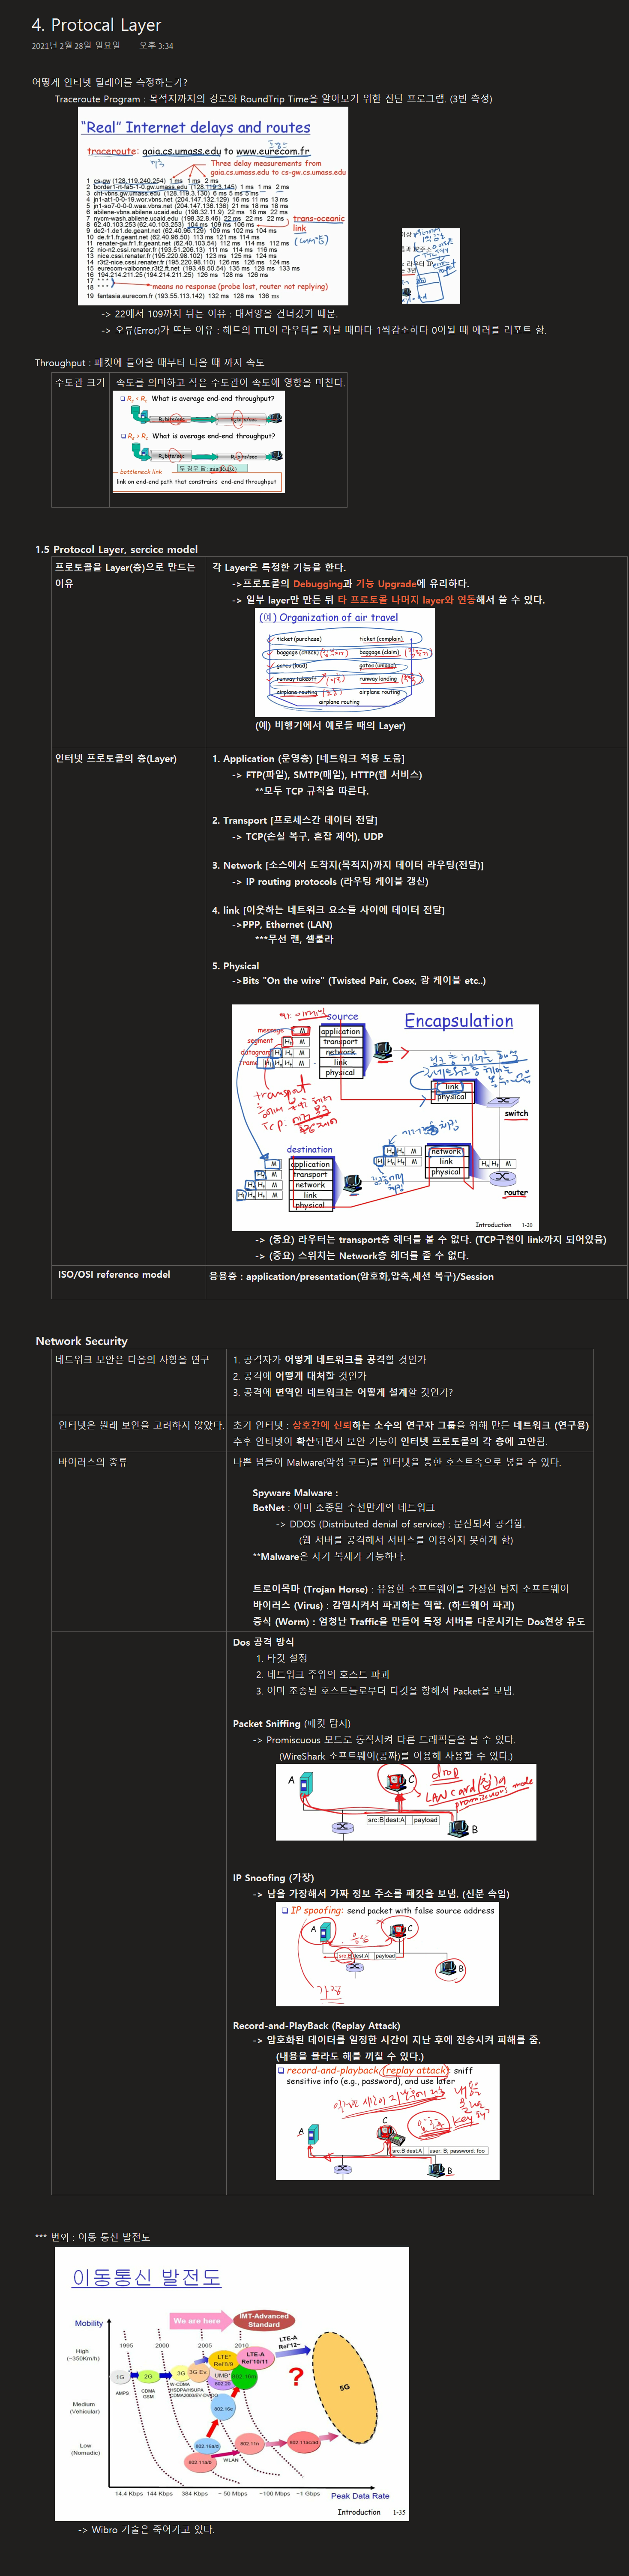 4. Protocal Layer
2021년 2월 28일 일요일 오후 3:34
어떻게 인터넷 딜레이를 측정하는가?
Traceroute Program : 목적지까지의 경로와 RoundTrip Time을 알아보기 위한 진단 프로그램. (3번 측정)
"Real" Internet delays and routes
traceroute: gaia.cs.umass.edu to www.eurecom.fr
Three delay measurements from
gaia.cs.umass.edu to cs-gw.cs.umass.edu
1 cs-gw (128.119.240.254) 1 ms 1 ms 2 ms
2 border1-rt-fa5-1-0.gw.umass.edu (128.119.3.145) 1 ms 1 ms 2 ms
3 cht-vbns.gw.umass.edu (128.119.3.130) 6 ms 5 ms 5 ms
4 jn1-at1-0-0-19.wor.vbns.net (204.147.132.129) 16 ms 11 ms 13 ms
5 jn1-so7-0-0-0.wae.vbns.net (204.147.136.136) 21 ms 18 ms 18 ms
6 abilene-vbns.abilene.ucaid.edu (198.32.11.9) 22 ms 18 ms 22 ms
7 nycm-wash.abilene.ucaid.edu (198.32.8.46) 22 ms 22 ms 22 ms
trans-oceanic
8 62.40.103.253 (62.40.103.253) 104 ms 109 ms 106 ms
link
9 de2-1.de1.de.geant.net (62.40.96.129) 109 ms 102 ms 104 ms
10 de.fr1.fr.geant.net (62.40.96.50) 113 ms 121 ms 114 ms
11 renater-gw.fr1.fr.geant.net (62.40.103.54) 112 ms 114 ms 112 ms
12 nio-n2.cssi.renater.fr (193.51.206.13) 111 ms 114 ms 116 ms
13 nice.cssi.renater.fr (195.220.98.102) 123 ms 125 ms 124 ms
14 r3t2-nice.cssi.renater.fr (195.220.98.110) 126 ms 126 ms 124 ms
15 eurecom-valbonne.r3t2.ft.net (193.48.50.54) 135 ms 128 ms 133 ms
16 194.214.211.25 (194.214.211.25) 126 ms 128 ms 126 ms
17 * * *
means no response (probe lost, router not replying)
18 * * *
19 fantasia.eurecom.fr (193.55.113.142) 132 ms 128 ms 136 ms
-> 22에서 109까지 튀는 이유 : 대서양을 건너갔기 때문.
-> 오류(Error)가 뜨는 이유 : 헤드의 TTL이 라우터를 지날 때마다 1씩감소하다 0이될 때 에러를 리포트 함.
Throughput : 패킷에 들어올 때부터 나올 때 까지 속도
수도관 크기 속도를 의미하고 작은 수도관이 속도에 영향을 미친다.
Rs < Rc What is average end-end throughput?
Rs bits/sec Rc bits/sec
Rs > Rc What is average end-end throughput?
Rs bits/sec Rc bits/sec
bottleneck link
link on end-end path that constrains end-end throughput
1.5 Protocol Layer, sercice model
프로토콜을 Layer(층)으로 만드는 이유
각 Layer은 특정한 기능을 한다.
->프로토콜의 Debugging과 기능 Upgrade에 유리하다.
-> 일부 layer만 만든 뒤 타 프로토콜 나머지 layer와 연동해서 쓸 수 있다.
(예) Organization of air travel
ticket (purchase) ticket (complain)
baggage (check) baggage (claim)
gates (load) gates (unload)
runway takeoff runway landing
airplane routing airplane routing
airplane routing
(예) 비행기에서 예로들 때의 Layer)
인터넷 프로토콜의 층(Layer)
1. Application (운영층) [네트워크 적용 도움]
-> FTP(파일), SMTP(메일), HTTP(웹 서비스)
**모두 TCP 규칙을 따른다.
2. Transport [프로세스간 데이터 전달]
-> TCP(손실 복구, 혼잡 제어), UDP
3. Network [소스에서 도착지(목적지)까지 데이터 라우팅(전달)]
-> IP routing protocols (라우팅 케이블 갱신)
4. link [이웃하는 네트워크 요소들 사이에 데이터 전달]
->PPP, Ethernet (LAN)
***무선 랜, 셀룰라
5. Physical
->Bits "On the wire" (Twisted Pair, Coex, 광 케이블 etc..)
Encapsulation
source
message M application
segment Ht M transport
datagram Hn Ht M network
frame Hl Hn Ht M link
physical
link
physical
switch
destination
M application
Ht M transport
Hn Ht M network
Hl Hn Ht M link
physical
Hn Ht M network
Hl Hn Ht M link
physical
Hn Ht M
router
Introduction 1-20
-> (중요) 라우터는 transport층 헤더를 볼 수 없다. (TCP구현이 link까지 되어있음)
-> (중요) 스위치는 Network층 헤더를 줄 수 없다.
ISO/OSI reference model 응용층 : application/presentation(암호화,압축,세션 복구)/Session
Network Security
네트워크 보안은 다음의 사항을 연구
1. 공격자가 어떻게 네트워크를 공격할 것인가
2. 공격에 어떻게 대처할 것인가
3. 공격에 면역인 네트워크는 어떻게 설계할 것인가?
인터넷은 원래 보안을 고려하지 않았다.
초기 인터넷 : 상호간에 신뢰하는 소수의 연구자 그룹을 위해 만든 네트워크 (연구용)
추후 인터넷이 확산되면서 보안 기능이 인터넷 프로토콜의 각 층에 고안됨.
바이러스의 종류
나쁜 넘들이 Malware(악성 코드)를 인터넷을 통한 호스트속으로 넣을 수 있다.
Spyware Malware :
BotNet : 이미 조종된 수천만개의 네트워크
-> DDOS (Distributed denial of service) : 분산되서 공격함.
(웹 서버를 공격해서 서비스를 이용하지 못하게 함)
**Malware은 자기 복제가 가능하다.
트로이목마 (Trojan Horse) : 유용한 소프트웨어를 가장한 탐지 소프트웨어
바이러스 (Virus) : 감염시켜서 파괴하는 역할. (하드웨어 파괴)
증식 (Worm) : 엄청난 Traffic을 만들어 특정 서버를 다운시키는 Dos현상 유도
Dos 공격 방식
1. 타깃 설정
2. 네트워크 주위의 호스트 파괴
3. 이미 조종된 호스트들로부터 타깃을 향해서 Packet을 보냄.
Packet Sniffing (패킷 탐지)
-> Promiscuous 모드로 동작시켜 다른 트래픽들을 볼 수 있다.
(WireShark 소프트웨어(공짜)를 이용해 사용할 수 있다.)
A C drop
LAN card
promiscuous mode
src:B dest:A payload
B
IP Snoofing (가장)
-> 남을 가장해서 가짜 정보 주소를 패킷을 보냄. (신분 속임)
IP spoofing: send packet with false source address
A C
src:B dest:A payload
B
가장
Record-and-PlayBack (Replay Attack)
-> 암호화된 데이터를 일정한 시간이 지난 후에 전송시켜 피해를 줌.
(내용을 몰라도 해를 끼칠 수 있다.)
record-and-playback (replay attack): sniff
sensitive info (e.g., password), and use later
A C
src:B dest:A user: B; password: foo
B
*** 번외 : 이동 통신 발전도
이동통신 발전도
We are here
IMT-Advanced
Standard
Mobility
1995 2000 2005 2010
LTE-A
Rel'12~
High
(~350Km/h)
LTE*
Rel'8/9
LTE-A
Rel'10/11
1G 2G 3G 3G Ev. UMB* 802.16m
802.20
AMPS
CDMA
GSM
W-CDMA
HSDPA/HSUPA
CDMA2000/EV-DV/DO
?
5G
Medium
(Vehicular)
802.16e
Low
(Nomadic)
802.16a/d 802.11n 802.11ac/ad
802.11a/b WLAN
14.4 Kbps 144 Kbps 384 Kbps ~ 50 Mbps ~100 Mbps ~1 Gbps Peak Data Rate
Introduction 1-35
-> Wibro 기술은 죽어가고 있다.